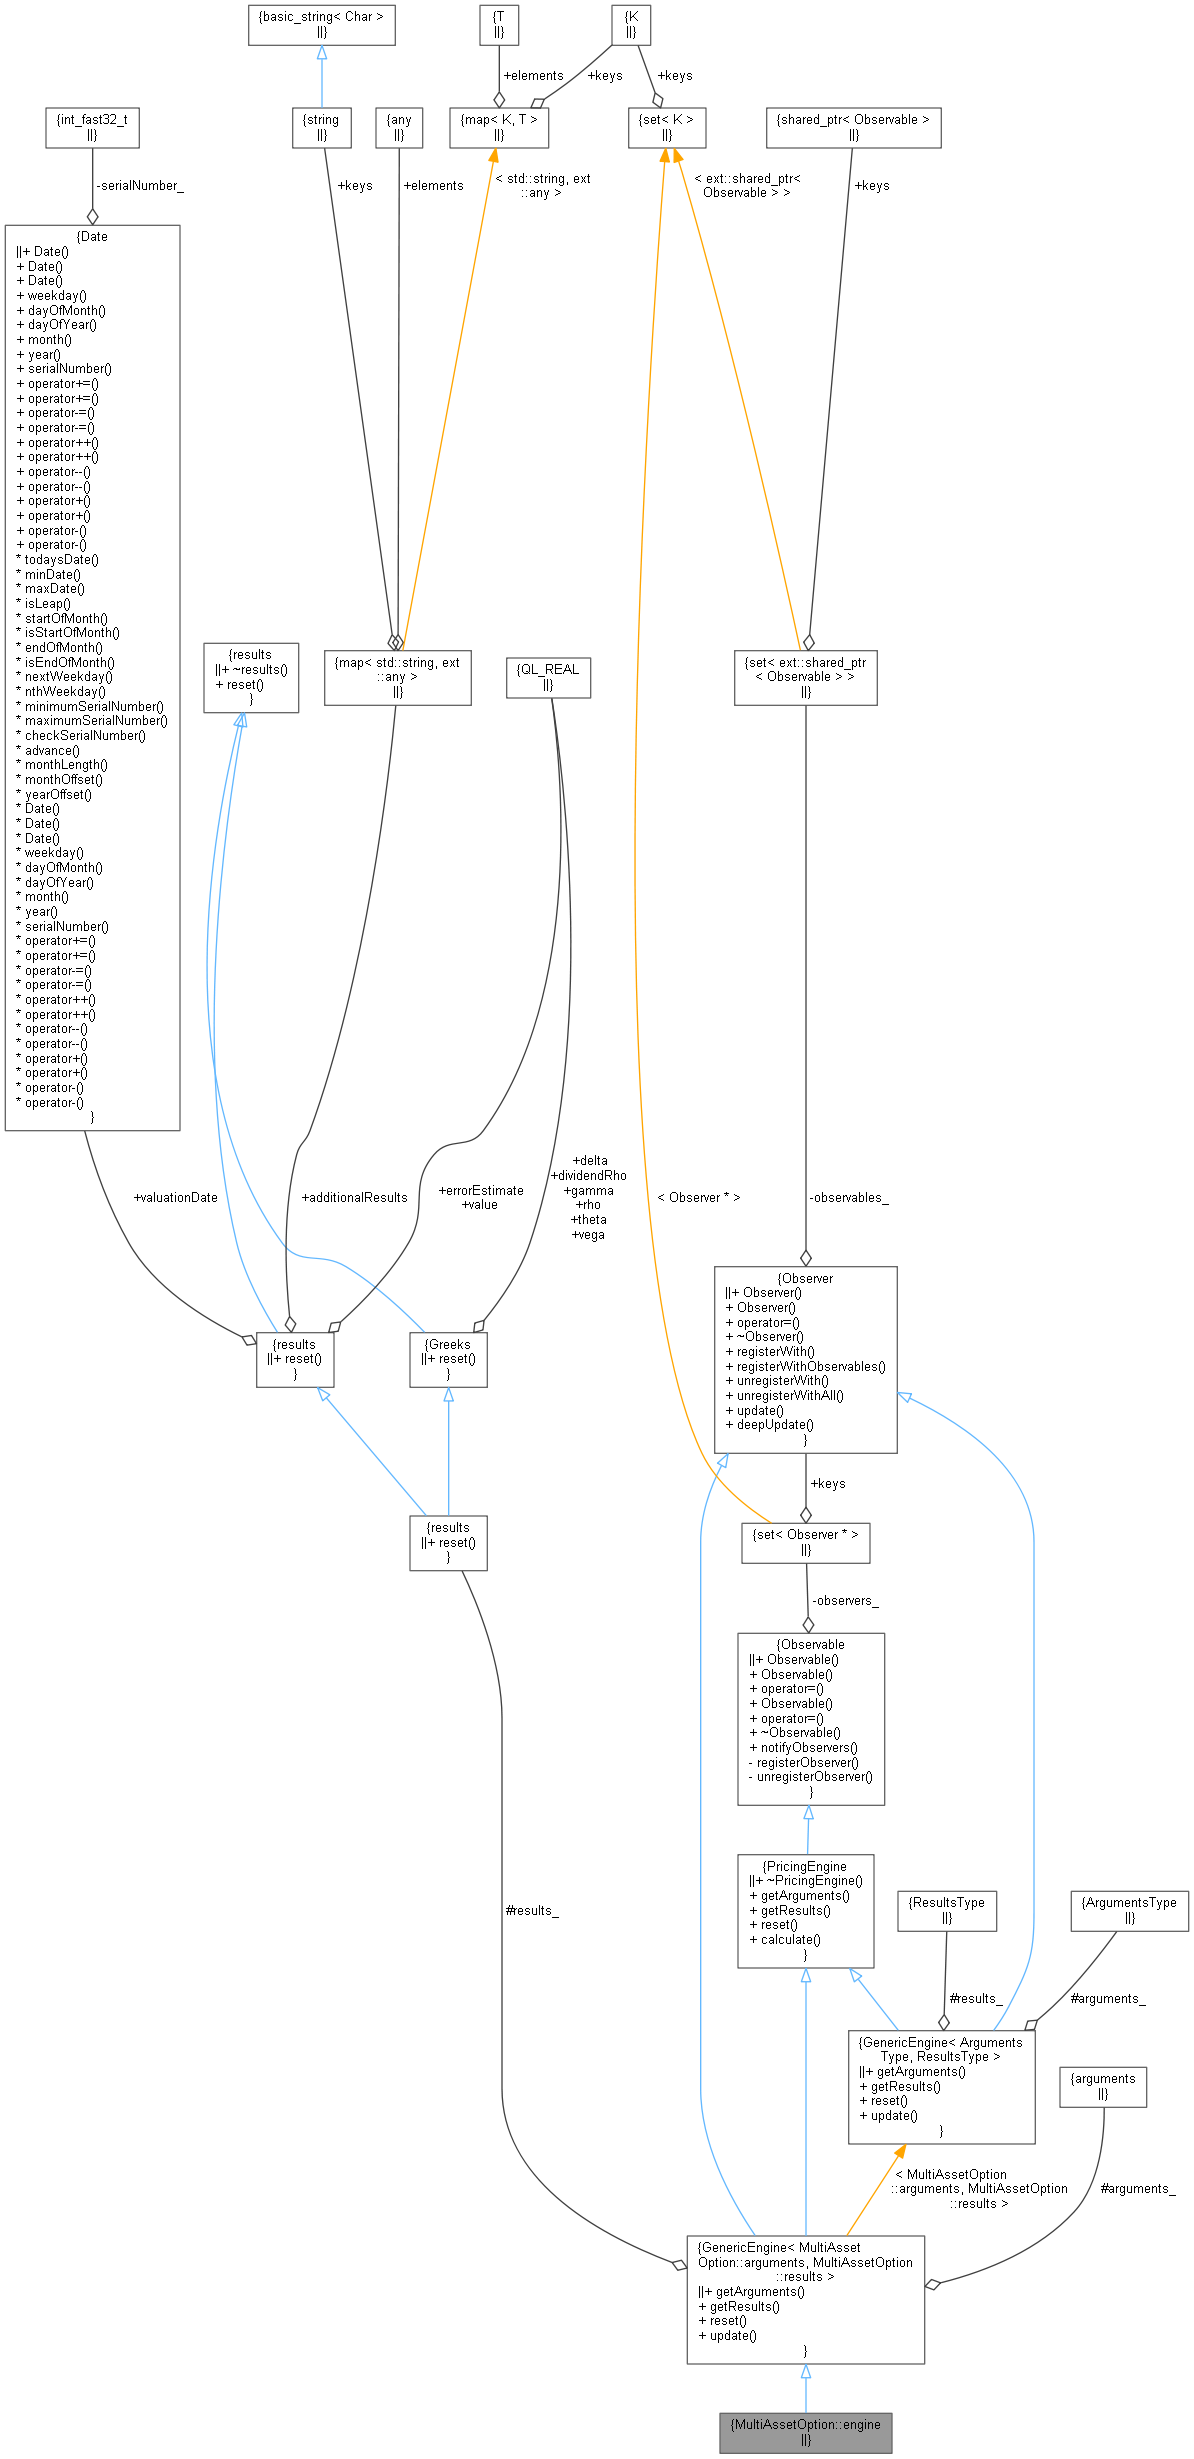 {basic_string< Char >
||}
{T
||}
{K
||}
+elements
+keys
+keys
{int_fast32_t
||}
{string
||}
{any
||}
{map< K, T >
||}
{set< K >
||}
{shared_ptr< Observable >
||}
-serialNumber_
+keys
+elements
< std::string, ext
::any >
< ext::shared_ptr<
Observable > >
+keys
{Date
||+ Date()
+ Date()
+ Date()
+ weekday()
+ dayOfMonth()
+ dayOfYear()
+ month()
+ year()
+ serialNumber()
+ operator+=()
+ operator+=()
+ operator-=()
+ operator-=()
+ operator++()
+ operator++()
+ operator--()
+ operator--()
+ operator+()
+ operator+()
+ operator-()
+ operator-()
* todaysDate()
* minDate()
* maxDate()
* isLeap()
* startOfMonth()
* isStartOfMonth()
* endOfMonth()
* isEndOfMonth()
* nextWeekday()
* nthWeekday()
* minimumSerialNumber()
* maximumSerialNumber()
* checkSerialNumber()
* advance()
* monthLength()
* monthOffset()
* yearOffset()
* Date()
* Date()
* Date()
* weekday()
* dayOfMonth()
* dayOfYear()
* month()
* year()
* serialNumber()
* operator+=()
* operator+=()
* operator-=()
* operator-=()
* operator++()
* operator++()
* operator--()
* operator--()
* operator+()
* operator+()
* operator-()
* operator-()
}
{results
||+ ~results()
+ reset()
}
{map< std::string, ext
::any >
||}
{QL_REAL
||}
{set< ext::shared_ptr
< Observable > >
||}
+valuationDate
+additionalResults
+errorEstimate
+value
+delta
+dividendRho
+gamma
+rho
+theta
+vega
< Observer * >
-observables_
{results
||+ reset()
}
{Greeks
||+ reset()
}
{Observer
||+ Observer()
+ Observer()
+ operator=()
+ ~Observer()
+ registerWith()
+ registerWithObservables()
+ unregisterWith()
+ unregisterWithAll()
+ update()
+ deepUpdate()
}
+keys
{results
||+ reset()
}
{set< Observer * >
||}
-observers_
{Observable
||+ Observable()
+ Observable()
+ operator=()
+ Observable()
+ operator=()
+ ~Observable()
+ notifyObservers()
- registerObserver()
- unregisterObserver()
}
{PricingEngine
||+ ~PricingEngine()
+ getArguments()
+ getResults()
+ reset()
+ calculate()
}
{ResultsType
||}
{ArgumentsType
||}
#results_
#results_
#arguments_
{GenericEngine< Arguments
Type, ResultsType >
||+ getArguments()
+ getResults()
+ reset()
+ update()
}
{arguments
||}
< MultiAssetOption
::arguments, MultiAssetOption
::results >
#arguments_
{GenericEngine< MultiAsset
Option::arguments, MultiAssetOption
::results >
||+ getArguments()
+ getResults()
+ reset()
+ update()
}
{MultiAssetOption::engine
||}